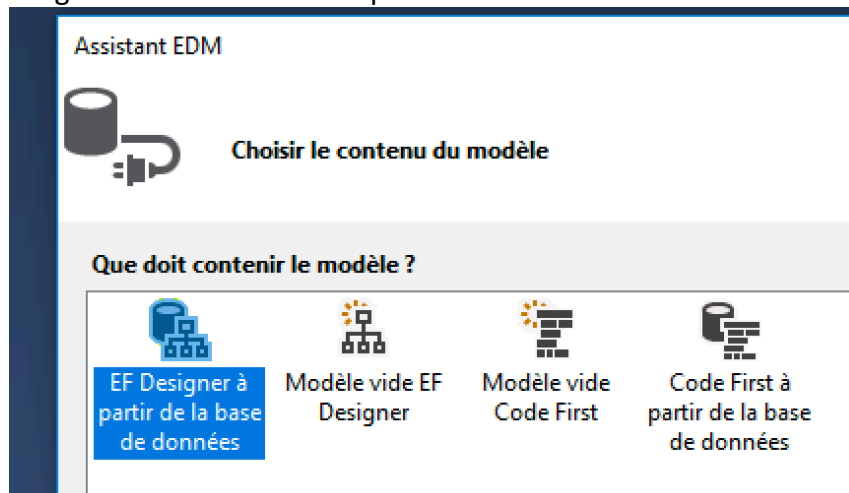 Assistant EDM
Choisir le contenu du modèle
Que doit contenir le modèle ?
EF Designer à
partir de la base
de données
Modèle vide EF
Designer
Modèle vide
Code First
Code First à
partir de la base
de données